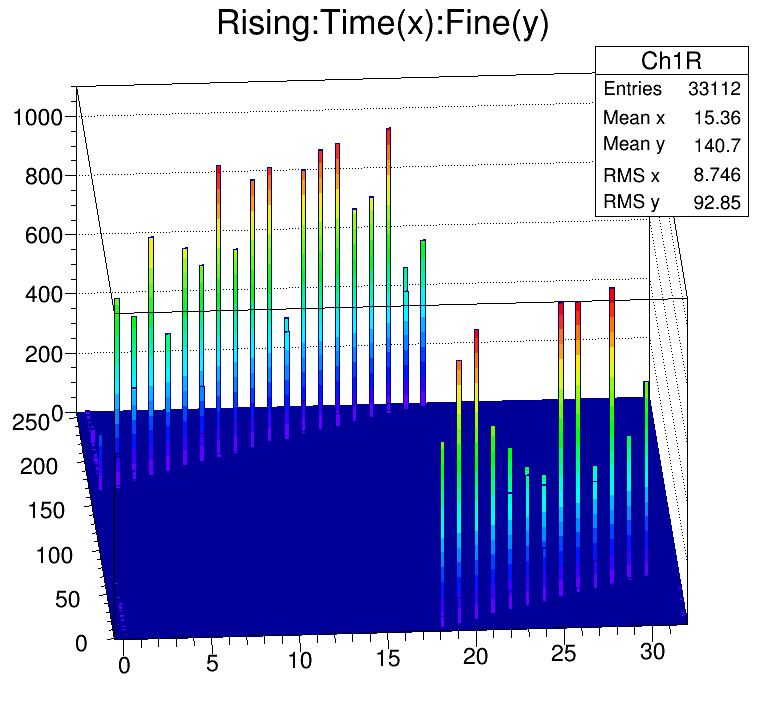 Rising:Time(x):Fine(y)
Ch1R
Entries 33112
Mean x 15.36
Mean y 140.7
RMS x 8.746
RMS y 92.85
1000
800
600
400
200
0
250
200
150
100
50
0
0 5 10 15 20 25 30